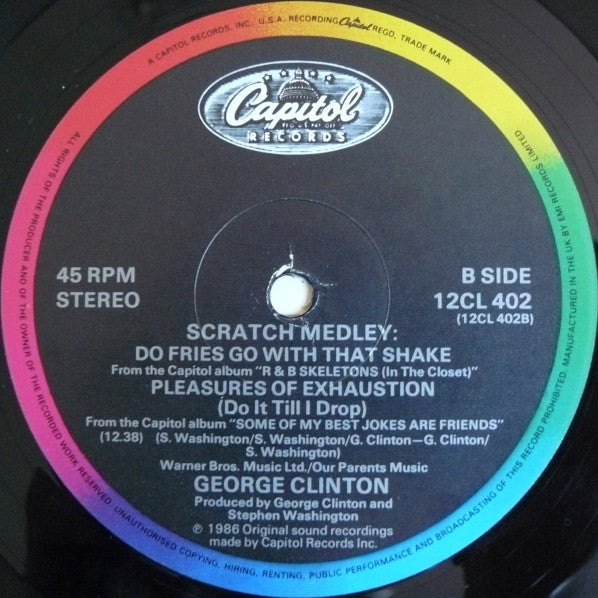 A CAPITOL RECORDS, INC. U.S.A. RECORDING Capitol REGD, TRADE MARK
Capitol
RECORDS
45 RPM
STEREO
B SIDE
12CL 402
(12CL 402B)
SCRATCH MEDLEY:
DO FRIES GO WITH THAT SHAKE
From the Capitol album "R & B SKELETONS (In The Closet)"
PLEASURES OF EXHAUSTION
(Do It Till I Drop)
From the Capitol album "SOME OF MY BEST JOKES ARE FRIENDS"
(12.38) (S. Washington/S. Washington/G. Clinton—G. Clinton/
S. Washington)
Warner Bros. Music Ltd./Our Parents Music
GEORGE CLINTON
Produced by George Clinton and
Stephen Washington
℗ 1986 Original sound recordings
made by Capitol Records Inc.
ALL RIGHTS OF THE PRODUCER AND OF THE OWNER OF THE RECORDED WORK RESERVED. UNAUTHORISED COPYING, HIRING, RENTING, PUBLIC PERFORMANCE AND BROADCASTING OF THIS RECORD PROHIBITED. MANUFACTURED IN THE UK BY EMI RECORDS LIMITED